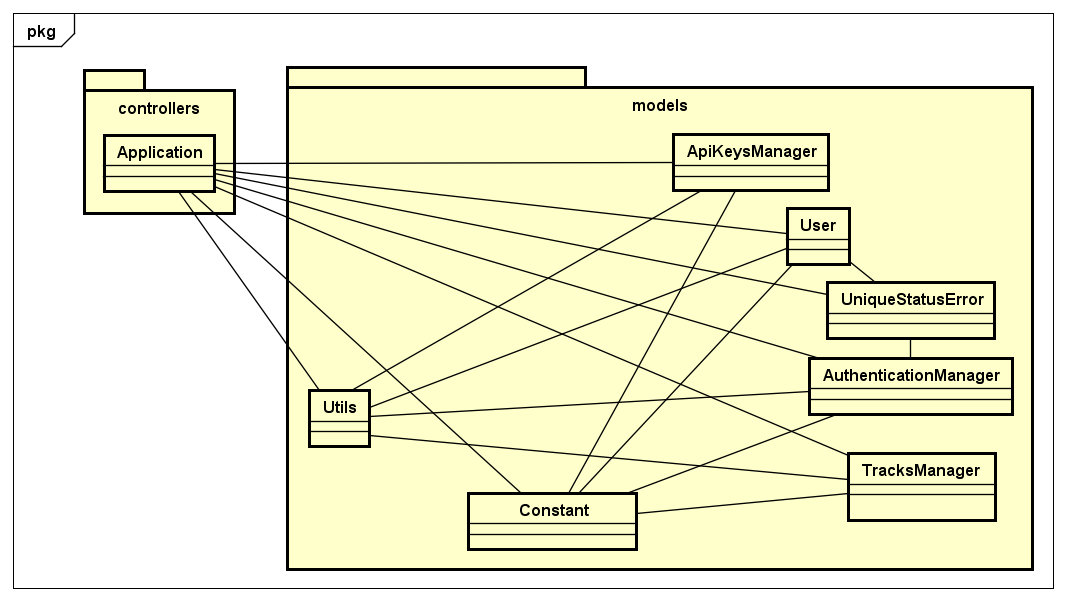 pkg
controllers
models
Application
ApiKeysManager
User
UniqueStatusError
AuthenticationManager
Utils
TracksManager
Constant